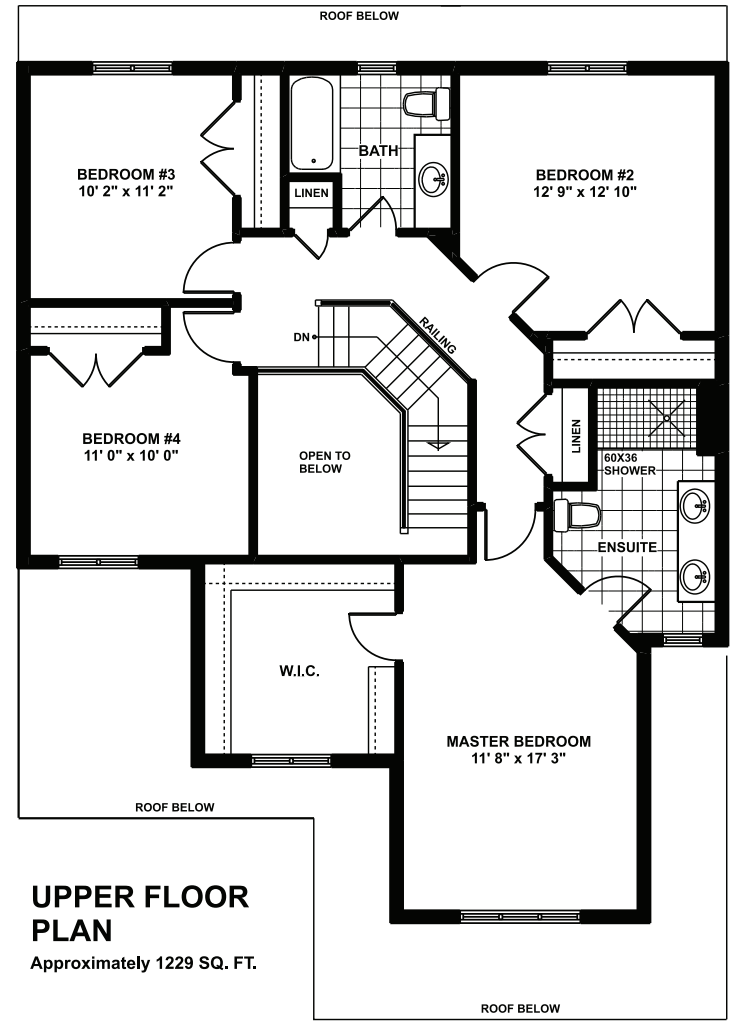 ROOF BELOW
BATH
BEDROOM #3
10' 2" x 11' 2"
BEDROOM #2
12' 9" x 12' 10"
LINEN
DN
RAILING
BEDROOM #4
11' 0" x 10' 0"
OPEN TO
BELOW
LINEN
60X36
SHOWER
ENSUITE
W.I.C.
MASTER BEDROOM
11' 8" x 17' 3"
ROOF BELOW
UPPER FLOOR
PLAN
Approximately 1229 SQ. FT.
ROOF BELOW